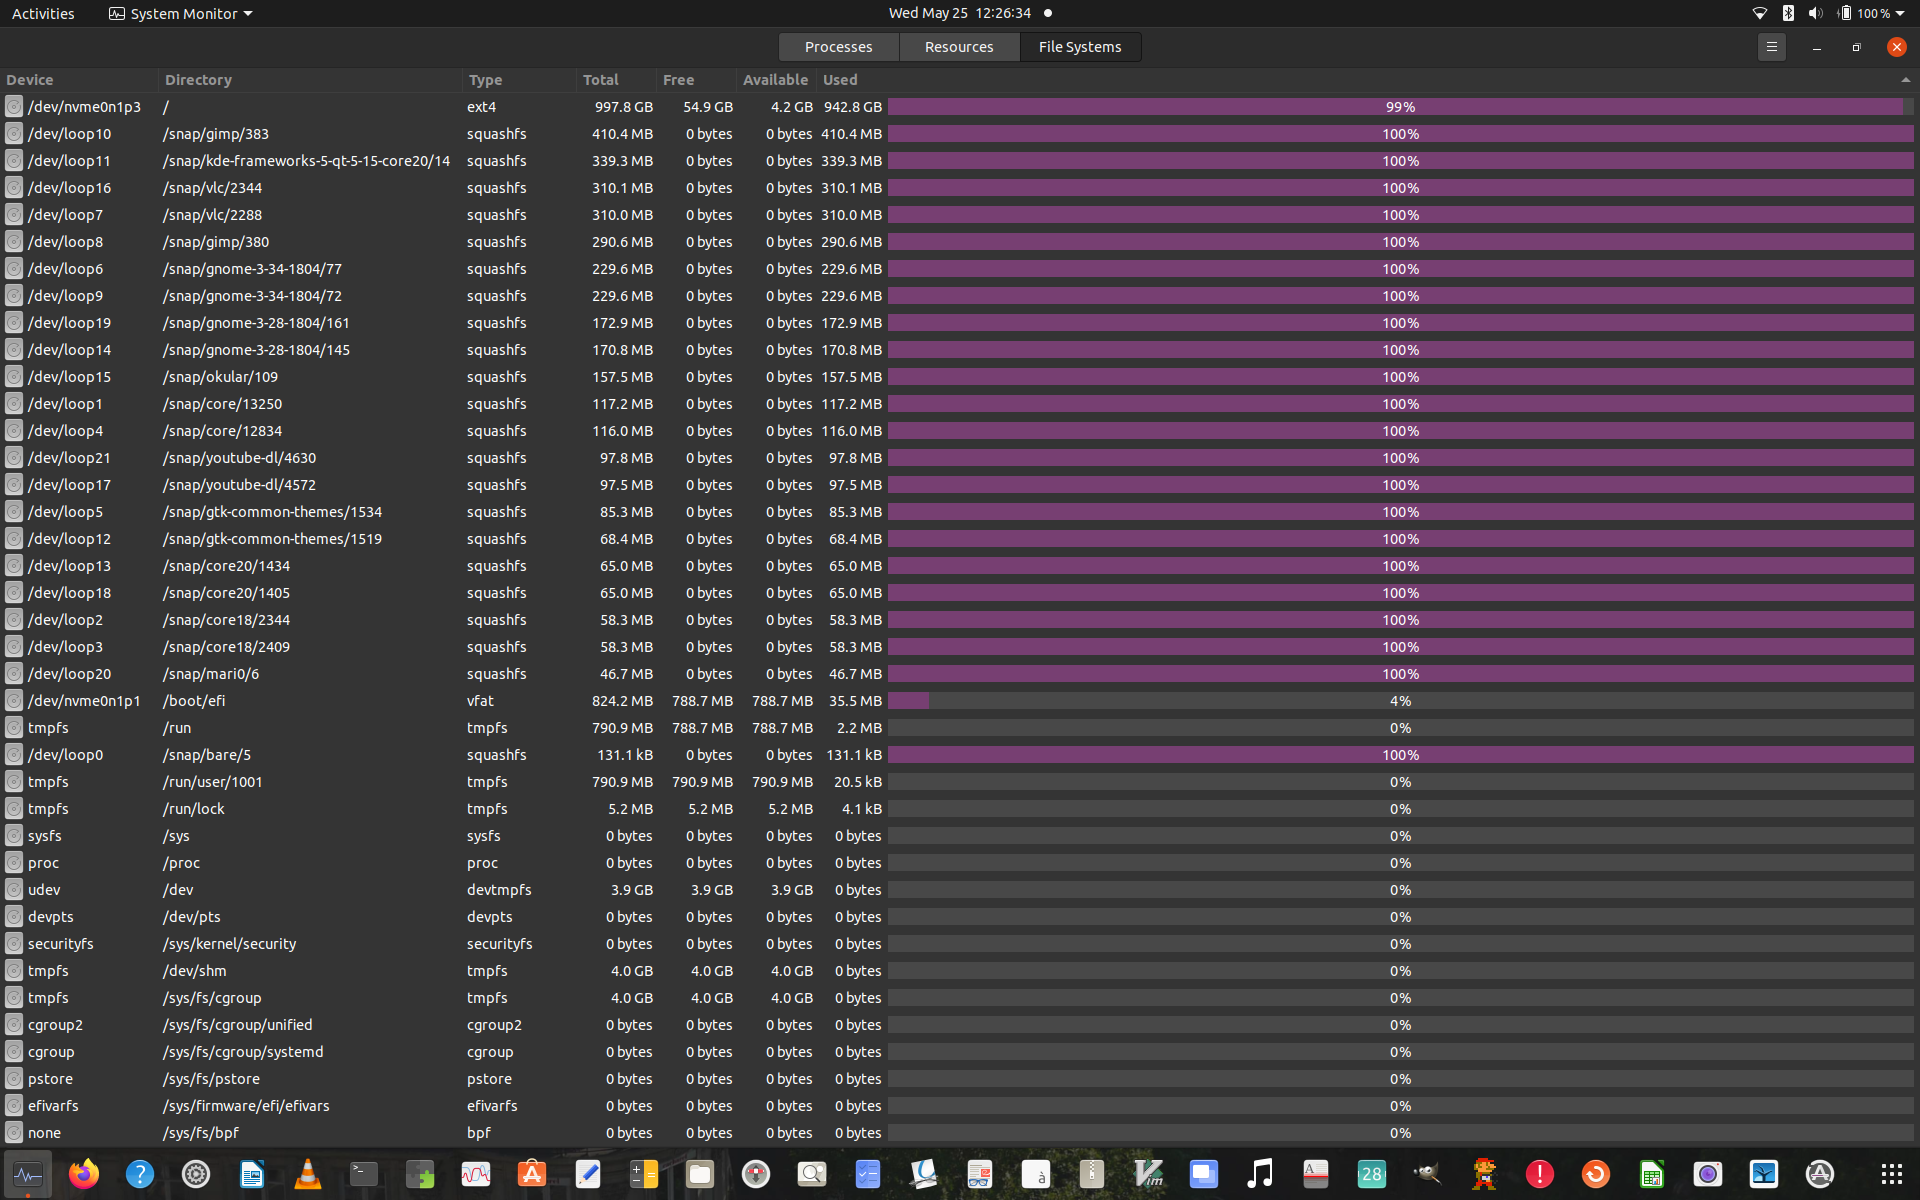 Activities System Monitor Wed May 25 12:26:34 100 %
Processes Resources File Systems
Device Directory Type Total Free Available Used
/dev/nvme0n1p3 / ext4 997.8 GB 54.9 GB 4.2 GB 942.8 GB 99%
/dev/loop10 /snap/gimp/383 squashfs 410.4 MB 0 bytes 0 bytes 410.4 MB 100%
/dev/loop11 /snap/kde-frameworks-5-qt-5-15-core20/14 squashfs 339.3 MB 0 bytes 0 bytes 339.3 MB 100%
/dev/loop16 /snap/vlc/2344 squashfs 310.1 MB 0 bytes 0 bytes 310.1 MB 100%
/dev/loop7 /snap/vlc/2288 squashfs 310.0 MB 0 bytes 0 bytes 310.0 MB 100%
/dev/loop8 /snap/gimp/380 squashfs 290.6 MB 0 bytes 0 bytes 290.6 MB 100%
/dev/loop6 /snap/gnome-3-34-1804/77 squashfs 229.6 MB 0 bytes 0 bytes 229.6 MB 100%
/dev/loop9 /snap/gnome-3-34-1804/72 squashfs 229.6 MB 0 bytes 0 bytes 229.6 MB 100%
/dev/loop19 /snap/gnome-3-28-1804/161 squashfs 172.9 MB 0 bytes 0 bytes 172.9 MB 100%
/dev/loop14 /snap/gnome-3-28-1804/145 squashfs 170.8 MB 0 bytes 0 bytes 170.8 MB 100%
/dev/loop15 /snap/okular/109 squashfs 157.5 MB 0 bytes 0 bytes 157.5 MB 100%
/dev/loop1 /snap/core/13250 squashfs 117.2 MB 0 bytes 0 bytes 117.2 MB 100%
/dev/loop4 /snap/core/12834 squashfs 116.0 MB 0 bytes 0 bytes 116.0 MB 100%
/dev/loop21 /snap/youtube-dl/4630 squashfs 97.8 MB 0 bytes 0 bytes 97.8 MB 100%
/dev/loop17 /snap/youtube-dl/4572 squashfs 97.5 MB 0 bytes 0 bytes 97.5 MB 100%
/dev/loop5 /snap/gtk-common-themes/1534 squashfs 85.3 MB 0 bytes 0 bytes 85.3 MB 100%
/dev/loop12 /snap/gtk-common-themes/1519 squashfs 68.4 MB 0 bytes 0 bytes 68.4 MB 100%
/dev/loop13 /snap/core20/1434 squashfs 65.0 MB 0 bytes 0 bytes 65.0 MB 100%
/dev/loop18 /snap/core20/1405 squashfs 65.0 MB 0 bytes 0 bytes 65.0 MB 100%
/dev/loop2 /snap/core18/2344 squashfs 58.3 MB 0 bytes 0 bytes 58.3 MB 100%
/dev/loop3 /snap/core18/2409 squashfs 58.3 MB 0 bytes 0 bytes 58.3 MB 100%
/dev/loop20 /snap/mari0/6 squashfs 46.7 MB 0 bytes 0 bytes 46.7 MB 100%
/dev/nvme0n1p1 /boot/efi vfat 824.2 MB 788.7 MB 788.7 MB 35.5 MB 4%
tmpfs /run tmpfs 790.9 MB 788.7 MB 788.7 MB 2.2 MB 0%
/dev/loop0 /snap/bare/5 squashfs 131.1 kB 0 bytes 0 bytes 131.1 kB 100%
tmpfs /run/user/1001 tmpfs 790.9 MB 790.9 MB 790.9 MB 20.5 kB 0%
tmpfs /run/lock tmpfs 5.2 MB 5.2 MB 5.2 MB 4.1 kB 0%
sysfs /sys sysfs 0 bytes 0 bytes 0 bytes 0 bytes 0%
proc /proc proc 0 bytes 0 bytes 0 bytes 0 bytes 0%
udev /dev devtmpfs 3.9 GB 3.9 GB 3.9 GB 0 bytes 0%
devpts /dev/pts devpts 0 bytes 0 bytes 0 bytes 0 bytes 0%
securityfs /sys/kernel/security securityfs 0 bytes 0 bytes 0 bytes 0 bytes 0%
tmpfs /dev/shm tmpfs 4.0 GB 4.0 GB 4.0 GB 0 bytes 0%
tmpfs /sys/fs/cgroup tmpfs 4.0 GB 4.0 GB 4.0 GB 0 bytes 0%
cgroup2 /sys/fs/cgroup/unified cgroup2 0 bytes 0 bytes 0 bytes 0 bytes 0%
cgroup /sys/fs/cgroup/systemd cgroup 0 bytes 0 bytes 0 bytes 0 bytes 0%
pstore /sys/fs/pstore pstore 0 bytes 0 bytes 0 bytes 0 bytes 0%
efivarfs /sys/firmware/efi/efivars efivarfs 0 bytes 0 bytes 0 bytes 0 bytes 0%
none /sys/fs/bpf bpf 0 bytes 0 bytes 0 bytes 0 bytes 0%
? >_ A à Vim A 28 !